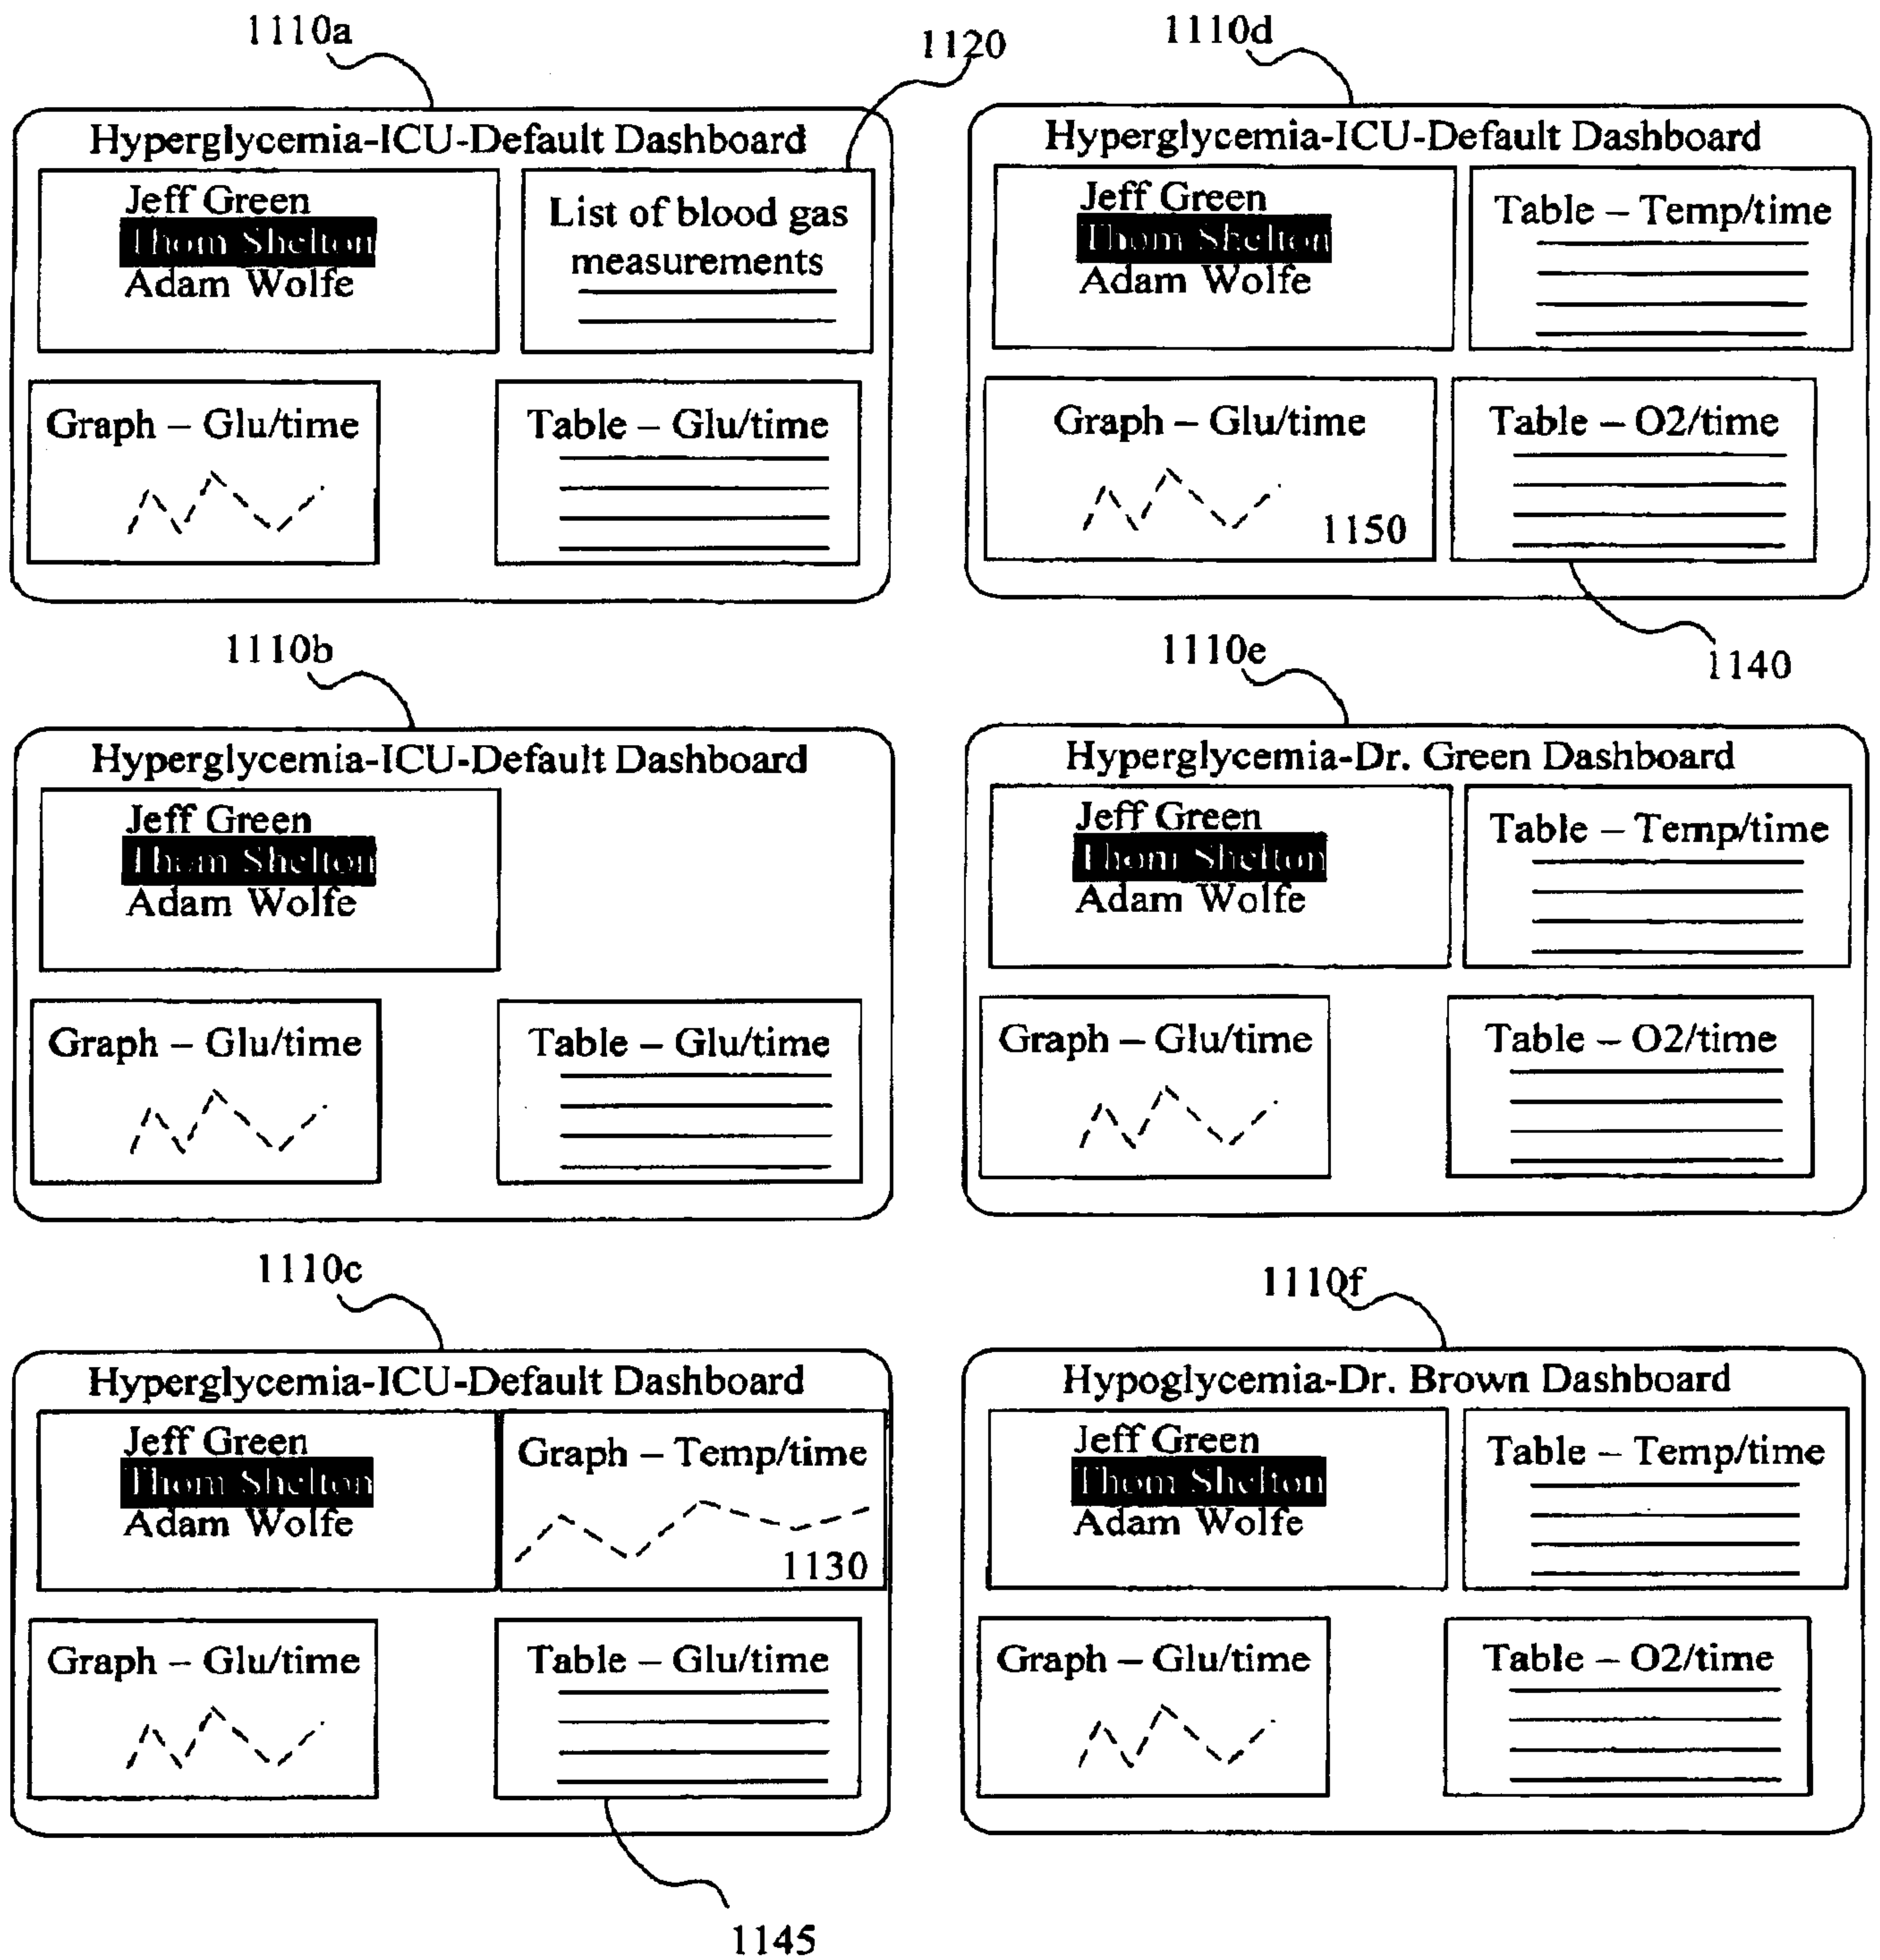 1110a
1120
Hyperglycemia-ICU-Default Dashboard
Jeff Green
Thom Shelton
Adam Wolfe
List of blood gas
measurements
Graph – Glu/time
Table – Glu/time
1110d
Hyperglycemia-ICU-Default Dashboard
Jeff Green
Thom Shelton
Adam Wolfe
Table – Temp/time
Graph – Glu/time
1150
Table – O2/time
1140
1110b
Hyperglycemia-ICU-Default Dashboard
Jeff Green
Thom Shelton
Adam Wolfe
Graph – Glu/time
Table – Glu/time
1110e
Hyperglycemia-Dr. Green Dashboard
Jeff Green
Thom Shelton
Adam Wolfe
Table – Temp/time
Graph – Glu/time
Table – O2/time
1110c
Hyperglycemia-ICU-Default Dashboard
Jeff Green
Thom Shelton
Adam Wolfe
Graph – Temp/time
1130
Graph – Glu/time
Table – Glu/time
1145
1110f
Hypoglycemia-Dr. Brown Dashboard
Jeff Green
Thom Shelton
Adam Wolfe
Table – Temp/time
Graph – Glu/time
Table – O2/time